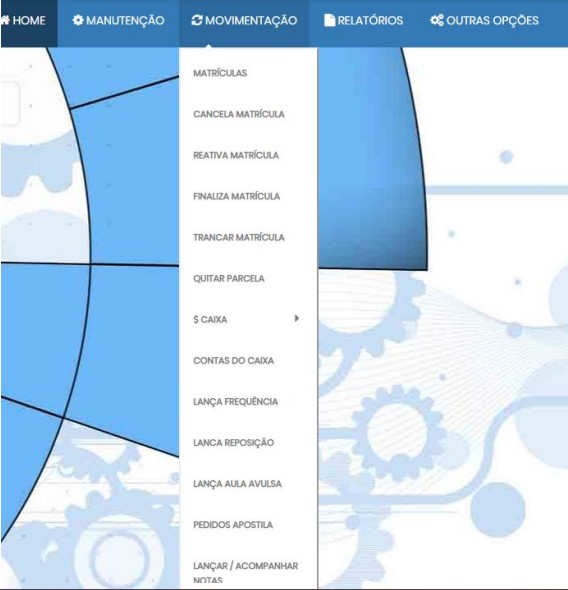 HOME MANUTENÇÃO MOVIMENTAÇÃO RELATÓRIOS OUTRAS OPÇÕES
MATRÍCULAS
CANCELA MATRÍCULA
REATIVA MATRÍCULA
FINALIZA MATRÍCULA
TRANCAR MATRÍCULA
QUITAR PARCELA
$ CAIXA
CONTAS DO CAIXA
LANÇA FREQUÊNCIA
LANCA REPOSIÇÃO
LANÇA AULA AVULSA
PEDIDOS APOSTILA
LANÇAR / ACOMPANHAR
NOTAS